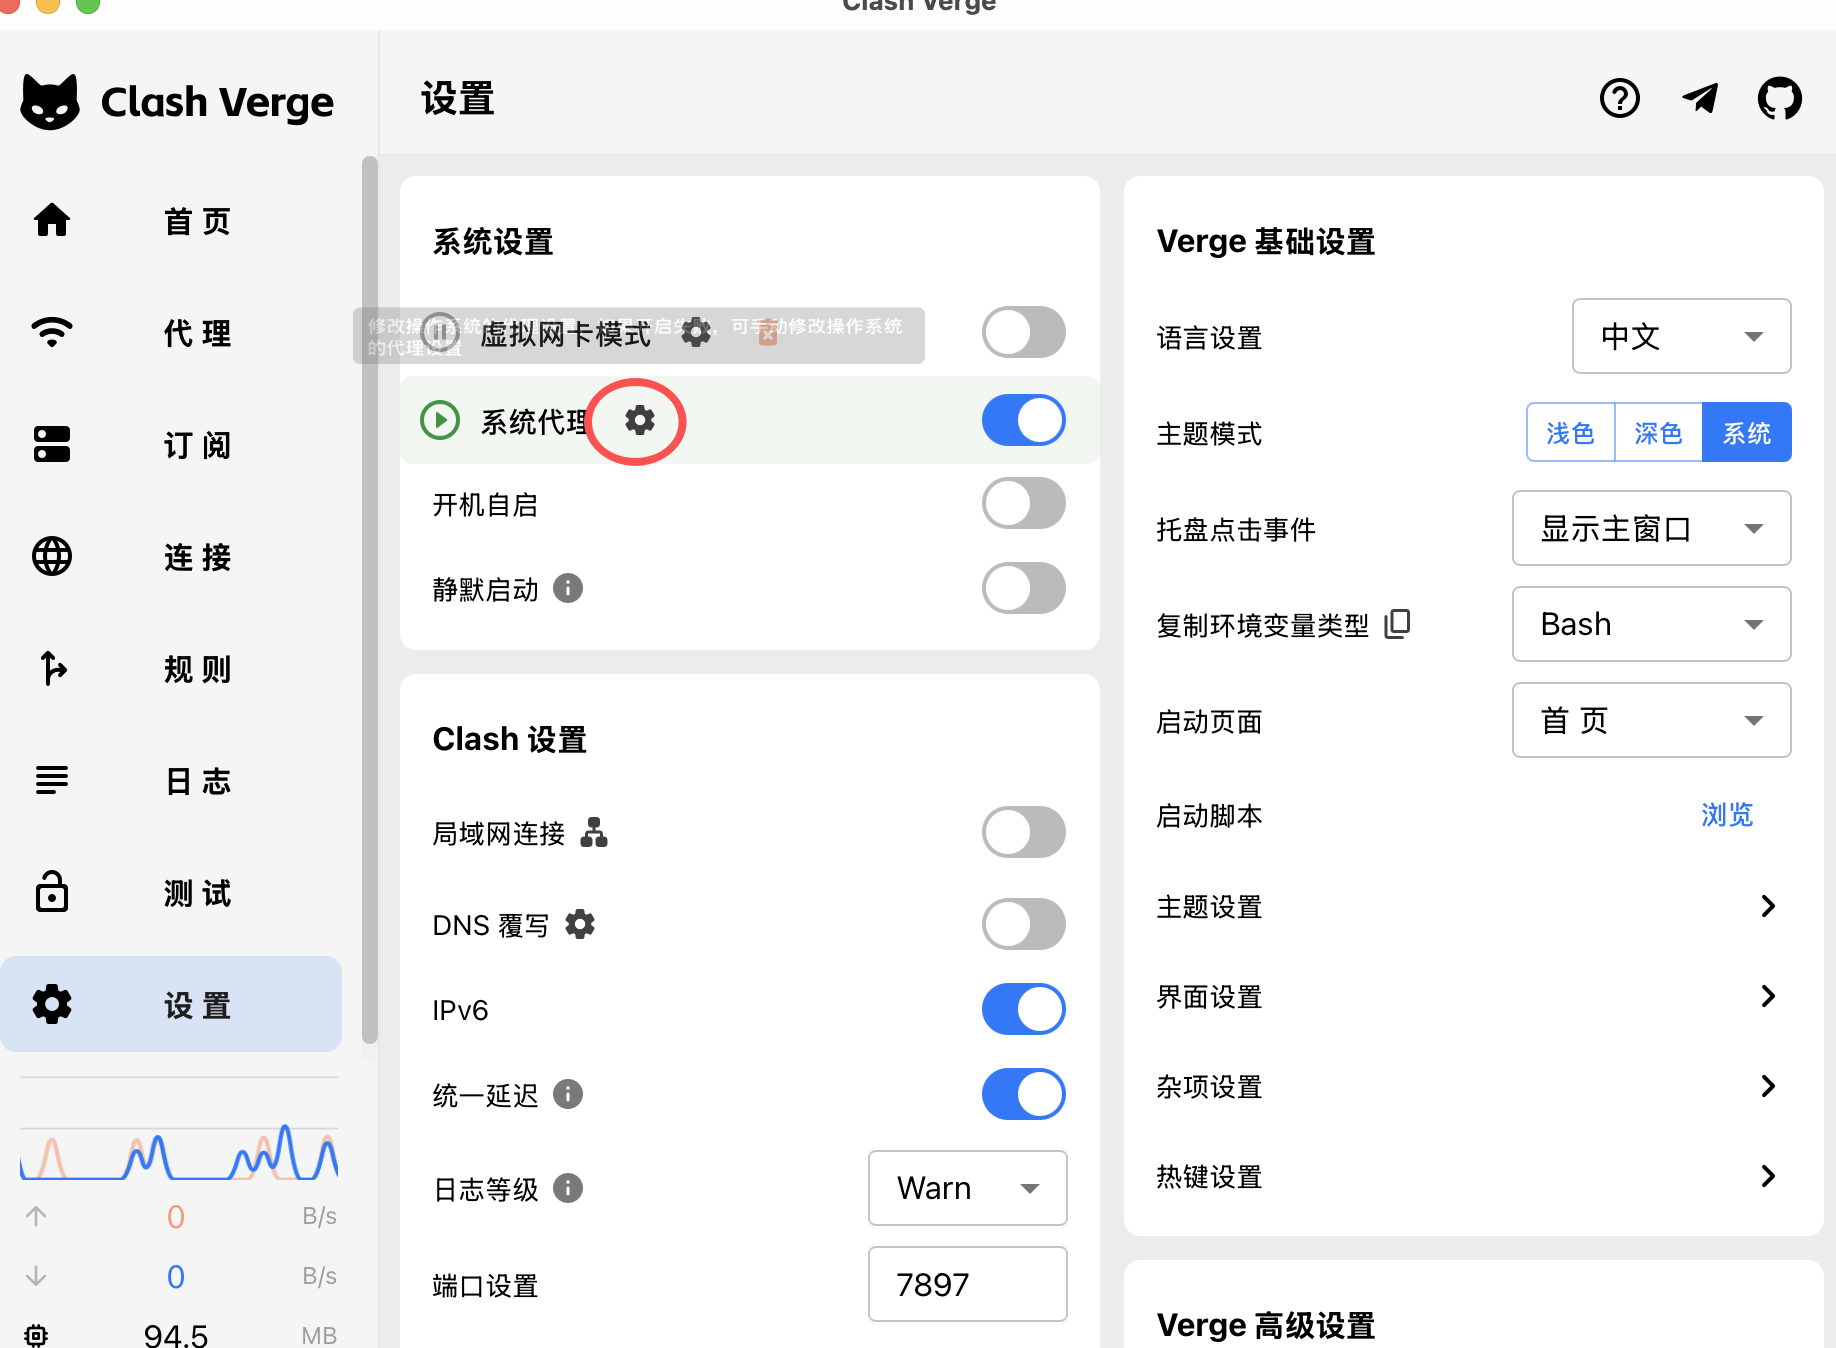 Clash Verge
Clash Verge
首 页
代 理
订 阅
连 接
规 则
日 志
测 试
设 置
0 B/s
0 B/s
94.5 MB
设置
系统设置
修改操作系统的代理设置，如果开启失败，可手动修改操作系统
的代理设置
虚拟网卡模式
系统代理
开机自启
静默启动
Clash 设置
局域网连接
DNS 覆写
IPv6
统一延迟
日志等级 Warn
端口设置 7897
Verge 基础设置
语言设置 中文
主题模式 浅色 深色 系统
托盘点击事件 显示主窗口
复制环境变量类型 Bash
启动页面 首 页
启动脚本 浏览
主题设置
界面设置
杂项设置
热键设置
Verge 高级设置